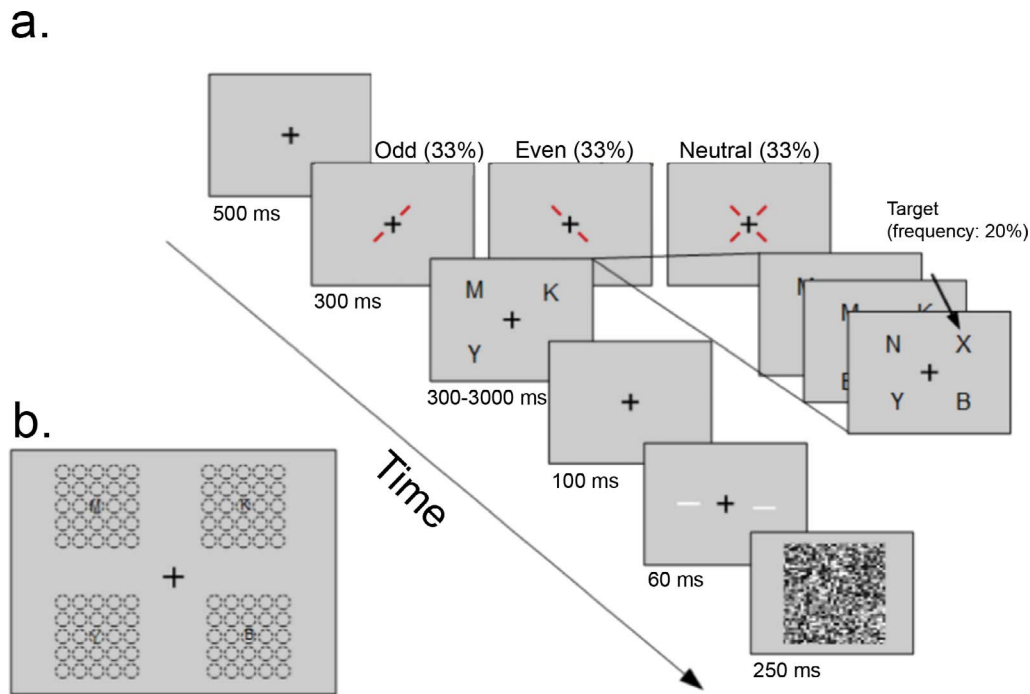 a.
Odd (33%)
Even (33%)
Neutral (33%)
500 ms
Target
(frequency: 20%)
300 ms
M K
Y
M
M K
N X
Y B
300-3000 ms
b.
Time
100 ms
M K
Y B
60 ms
250 ms